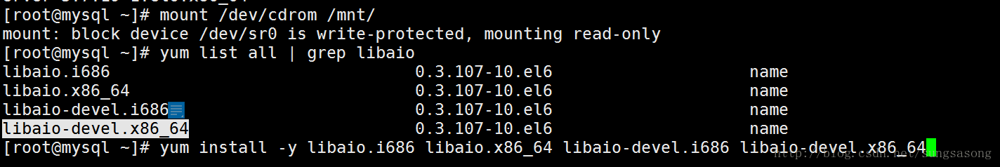 [root@mysql ~]# mount /dev/cdrom /mnt/
mount: block device /dev/sr0 is write-protected, mounting read-only
[root@mysql ~]# yum list all | grep libaio
libaio.i686 0.3.107-10.el6 name
libaio.x86_64 0.3.107-10.el6 name
libaio-devel.i686 0.3.107-10.el6 name
libaio-devel.x86_64 0.3.107-10.el6 name
[root@mysql ~]# yum install -y libaio.i686 libaio.x86_64 libaio-devel.i686 libaio-devel.x86_64
http://blog.csdn.net/sungsasong